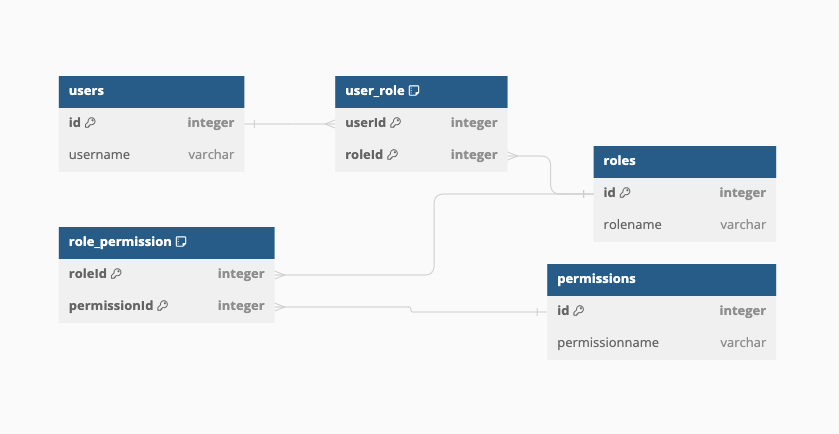 users
id integer
username varchar
user_role
userId integer
roleId integer
roles
id integer
rolename varchar
role_permission
roleId integer
permissionId integer
permissions
id integer
permissionname varchar